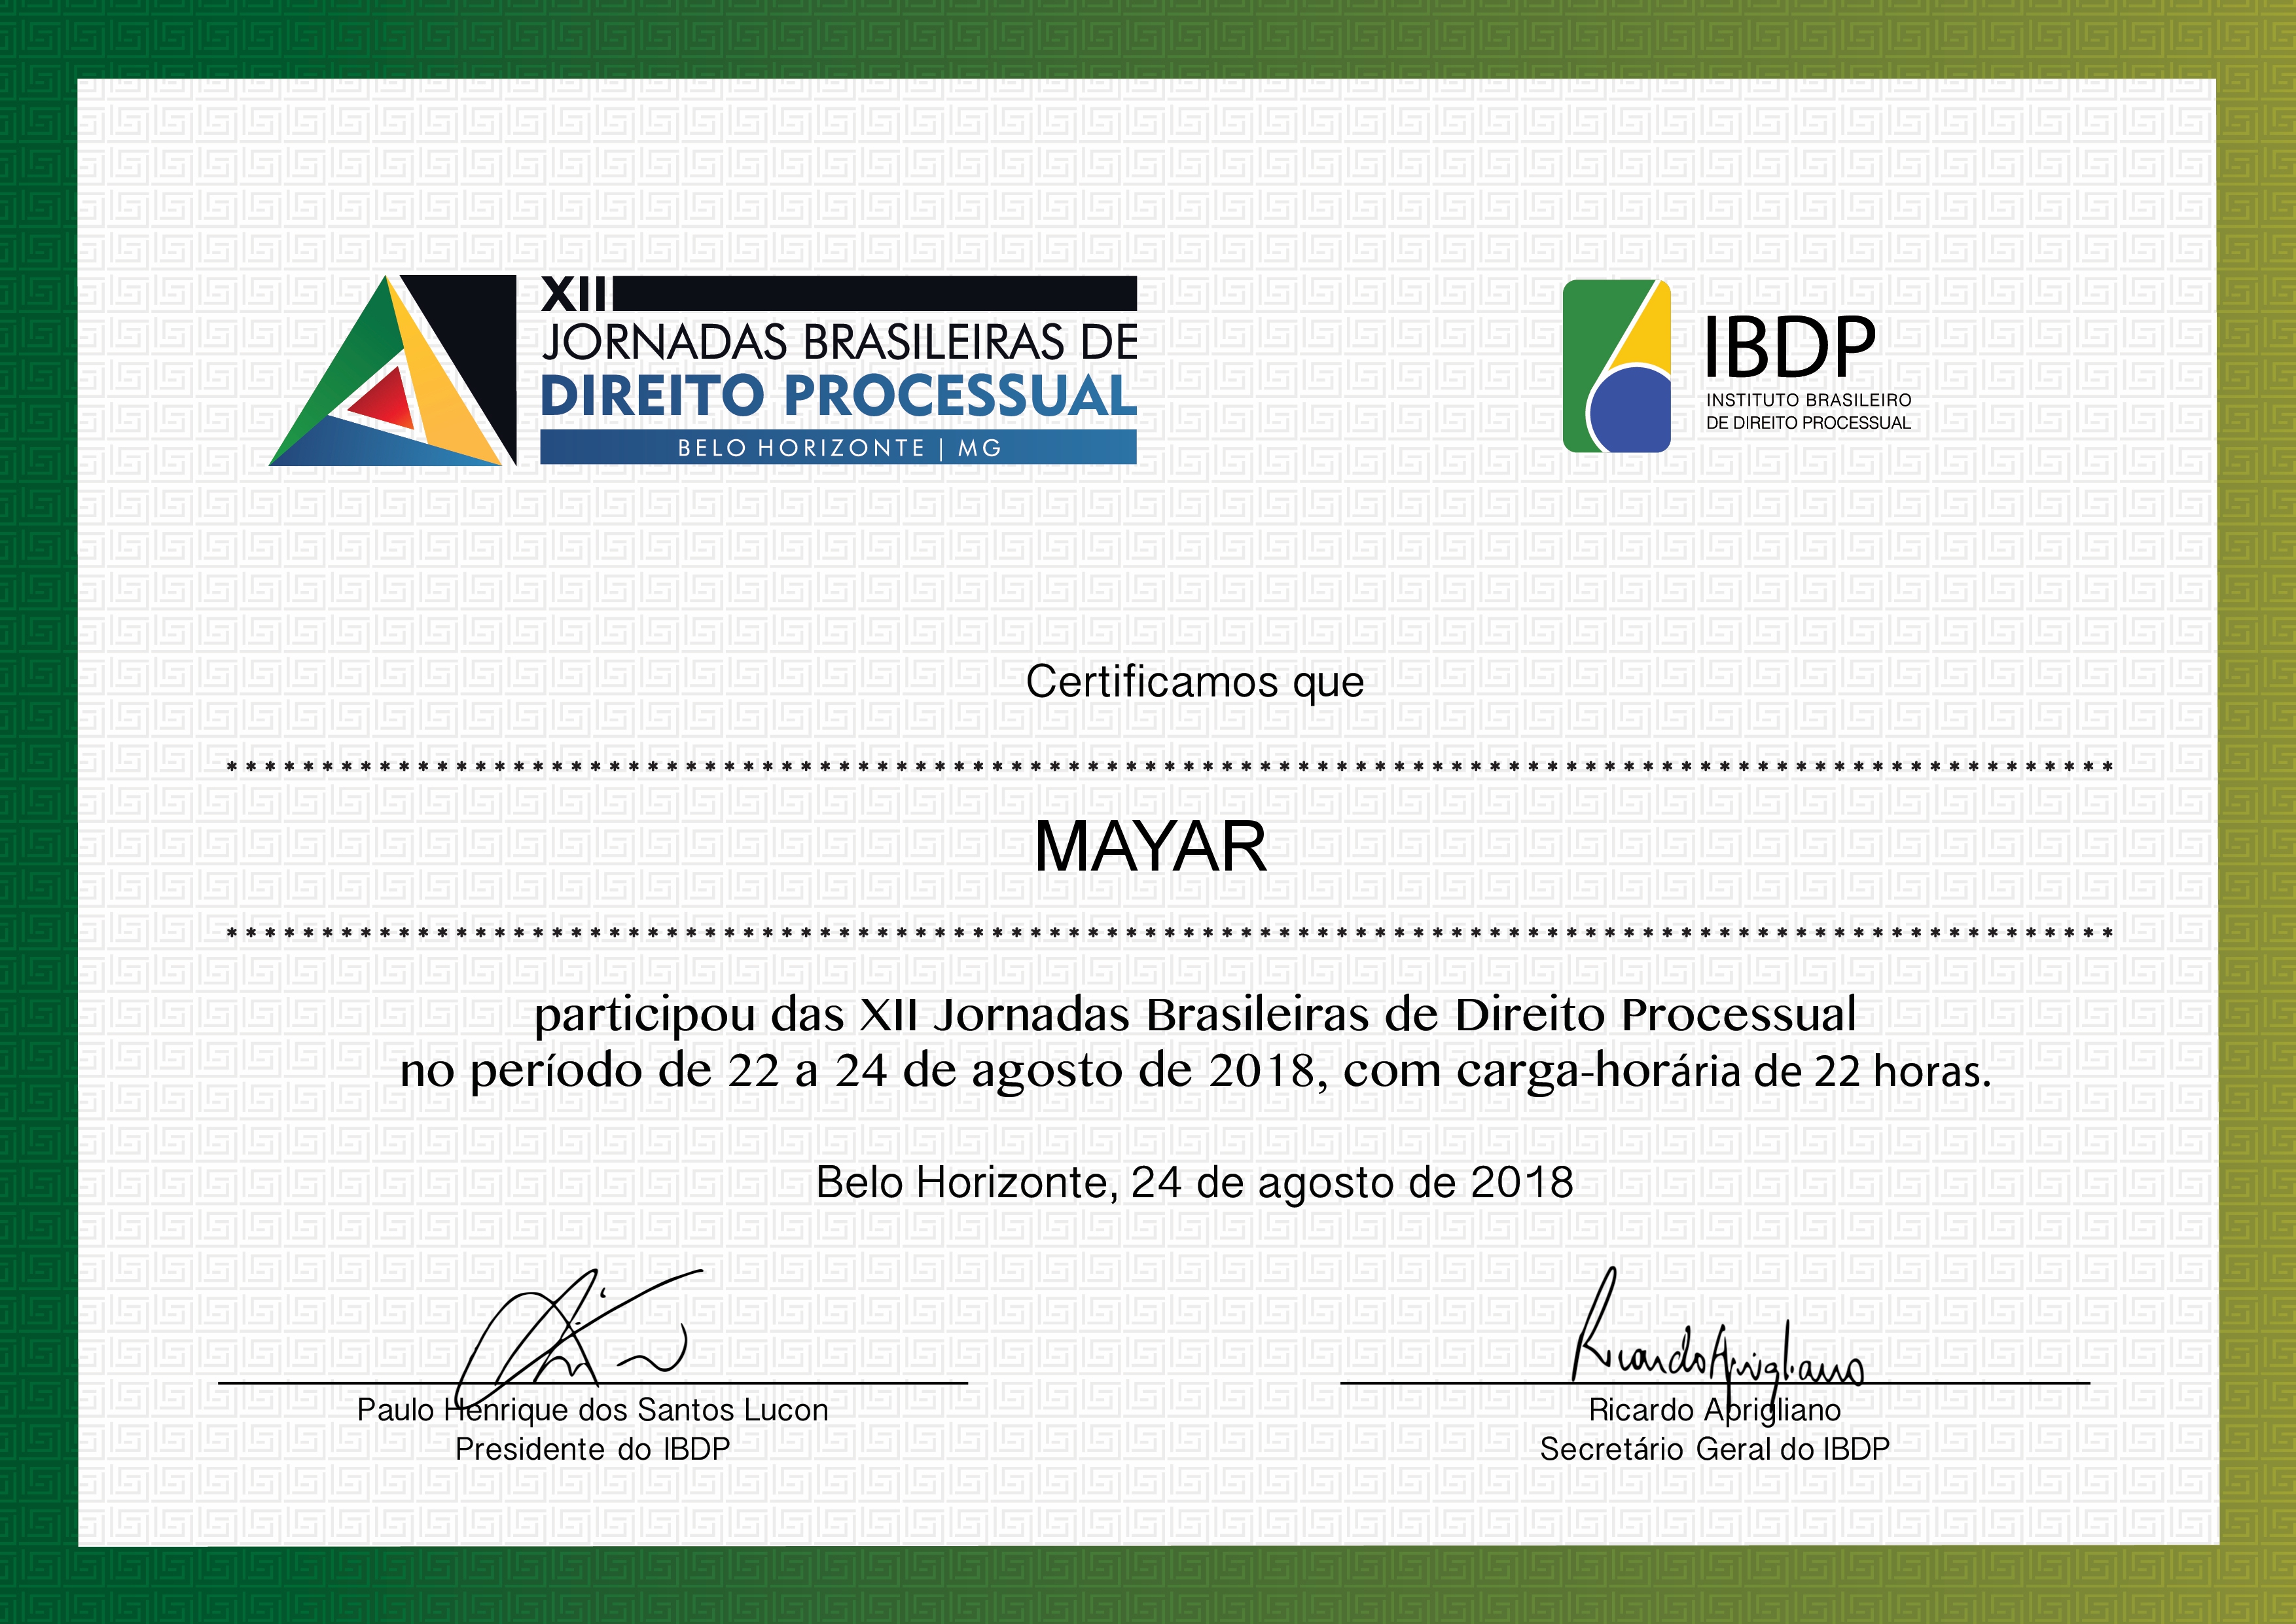 XII
JORNADAS BRASILEIRAS DE
DIREITO PROCESSUAL
BELO HORIZONTE | MG
IBDP
INSTITUTO BRASILEIRO
DE DIREITO PROCESSUAL
Certificamos que
***************************************************************************************************
MAYAR
***************************************************************************************************
participou das XII Jornadas Brasileiras de Direito Processual
no período de 22 a 24 de agosto de 2018, com carga-horária de 22 horas.
Belo Horizonte, 24 de agosto de 2018
Ricardo Aprigliano
Paulo Henrique dos Santos Lucon
Presidente do IBDP
Ricardo Aprigliano
Secretário Geral do IBDP